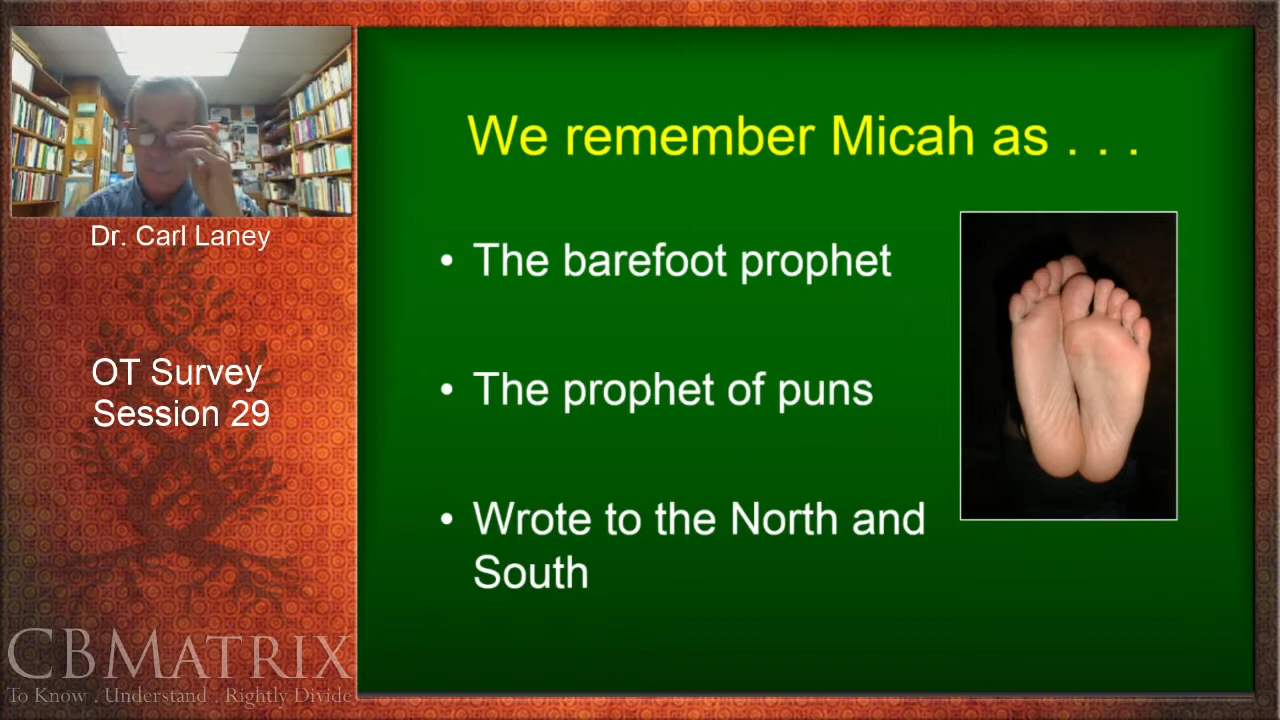 We remember Micah as . . .
• The barefoot prophet
• The prophet of puns
• Wrote to the North and
South
Dr. Carl Laney
OT Survey
Session 29
CBMATRIX
To Know . Understand . Rightly Divide